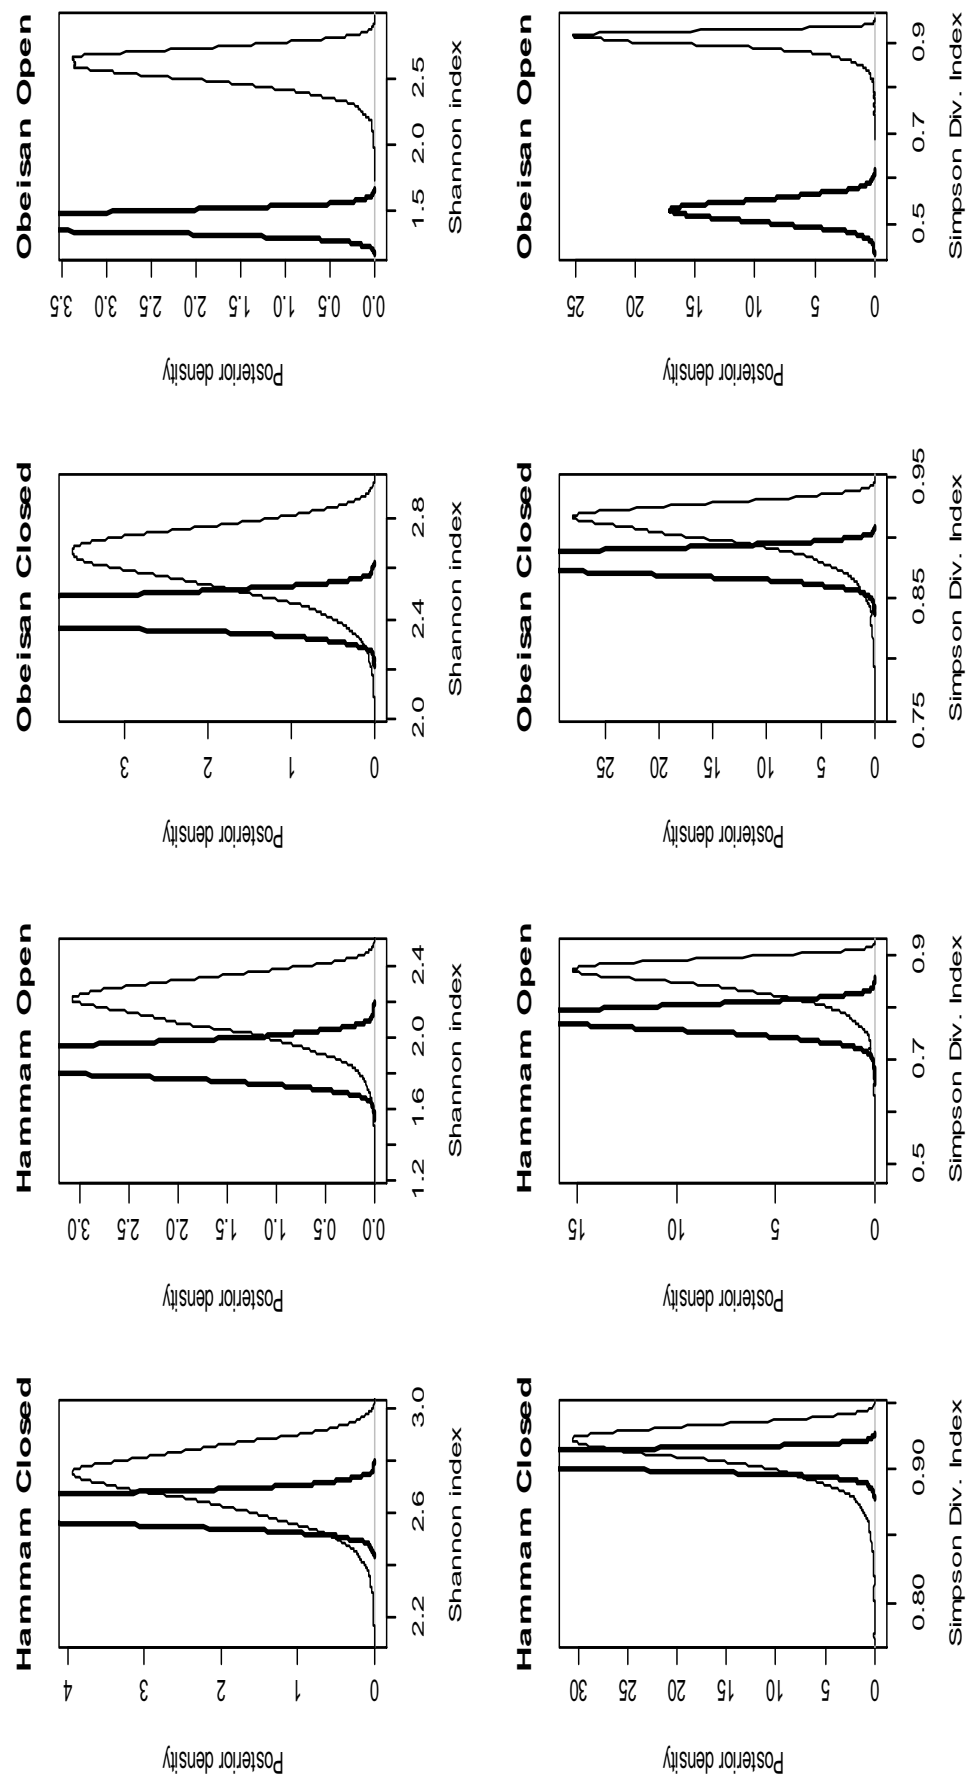 Hammam Closed
Posterior density
0 1 2 3 4
2.2 2.6 3.0
Shannon index
Hammam Open
Posterior density
0.0 0.5 1.0 1.5 2.0 2.5 3.0
1.2 1.6 2.0 2.4
Shannon index
Obeisan Closed
Posterior density
0 1 2 3
2.0 2.4 2.8
Shannon index
Obeisan Open
Posterior density
0.0 0.5 1.0 1.5 2.0 2.5 3.0 3.5
1.5 2.0 2.5
Shannon index
Hammam Closed
Posterior density
0 5 10 15 20 25 30
0.80 0.90
Simpson Div. Index
Hammam Open
Posterior density
0 5 10 15
0.5 0.7 0.9
Simpson Div. Index
Obeisan Closed
Posterior density
0 5 10 15 20 25
0.75 0.85 0.95
Simpson Div. Index
Obeisan Open
Posterior density
0 5 10 15 20 25
0.5 0.7 0.9
Simpson Div. Index